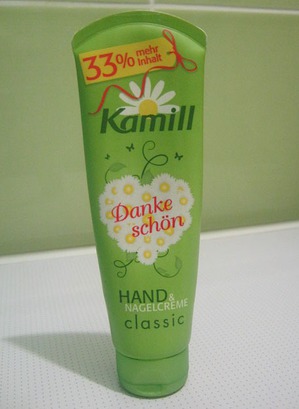 33% mehr
Inhalt
Kamill
Danke
schön
HAND &
NAGELCREME
classic